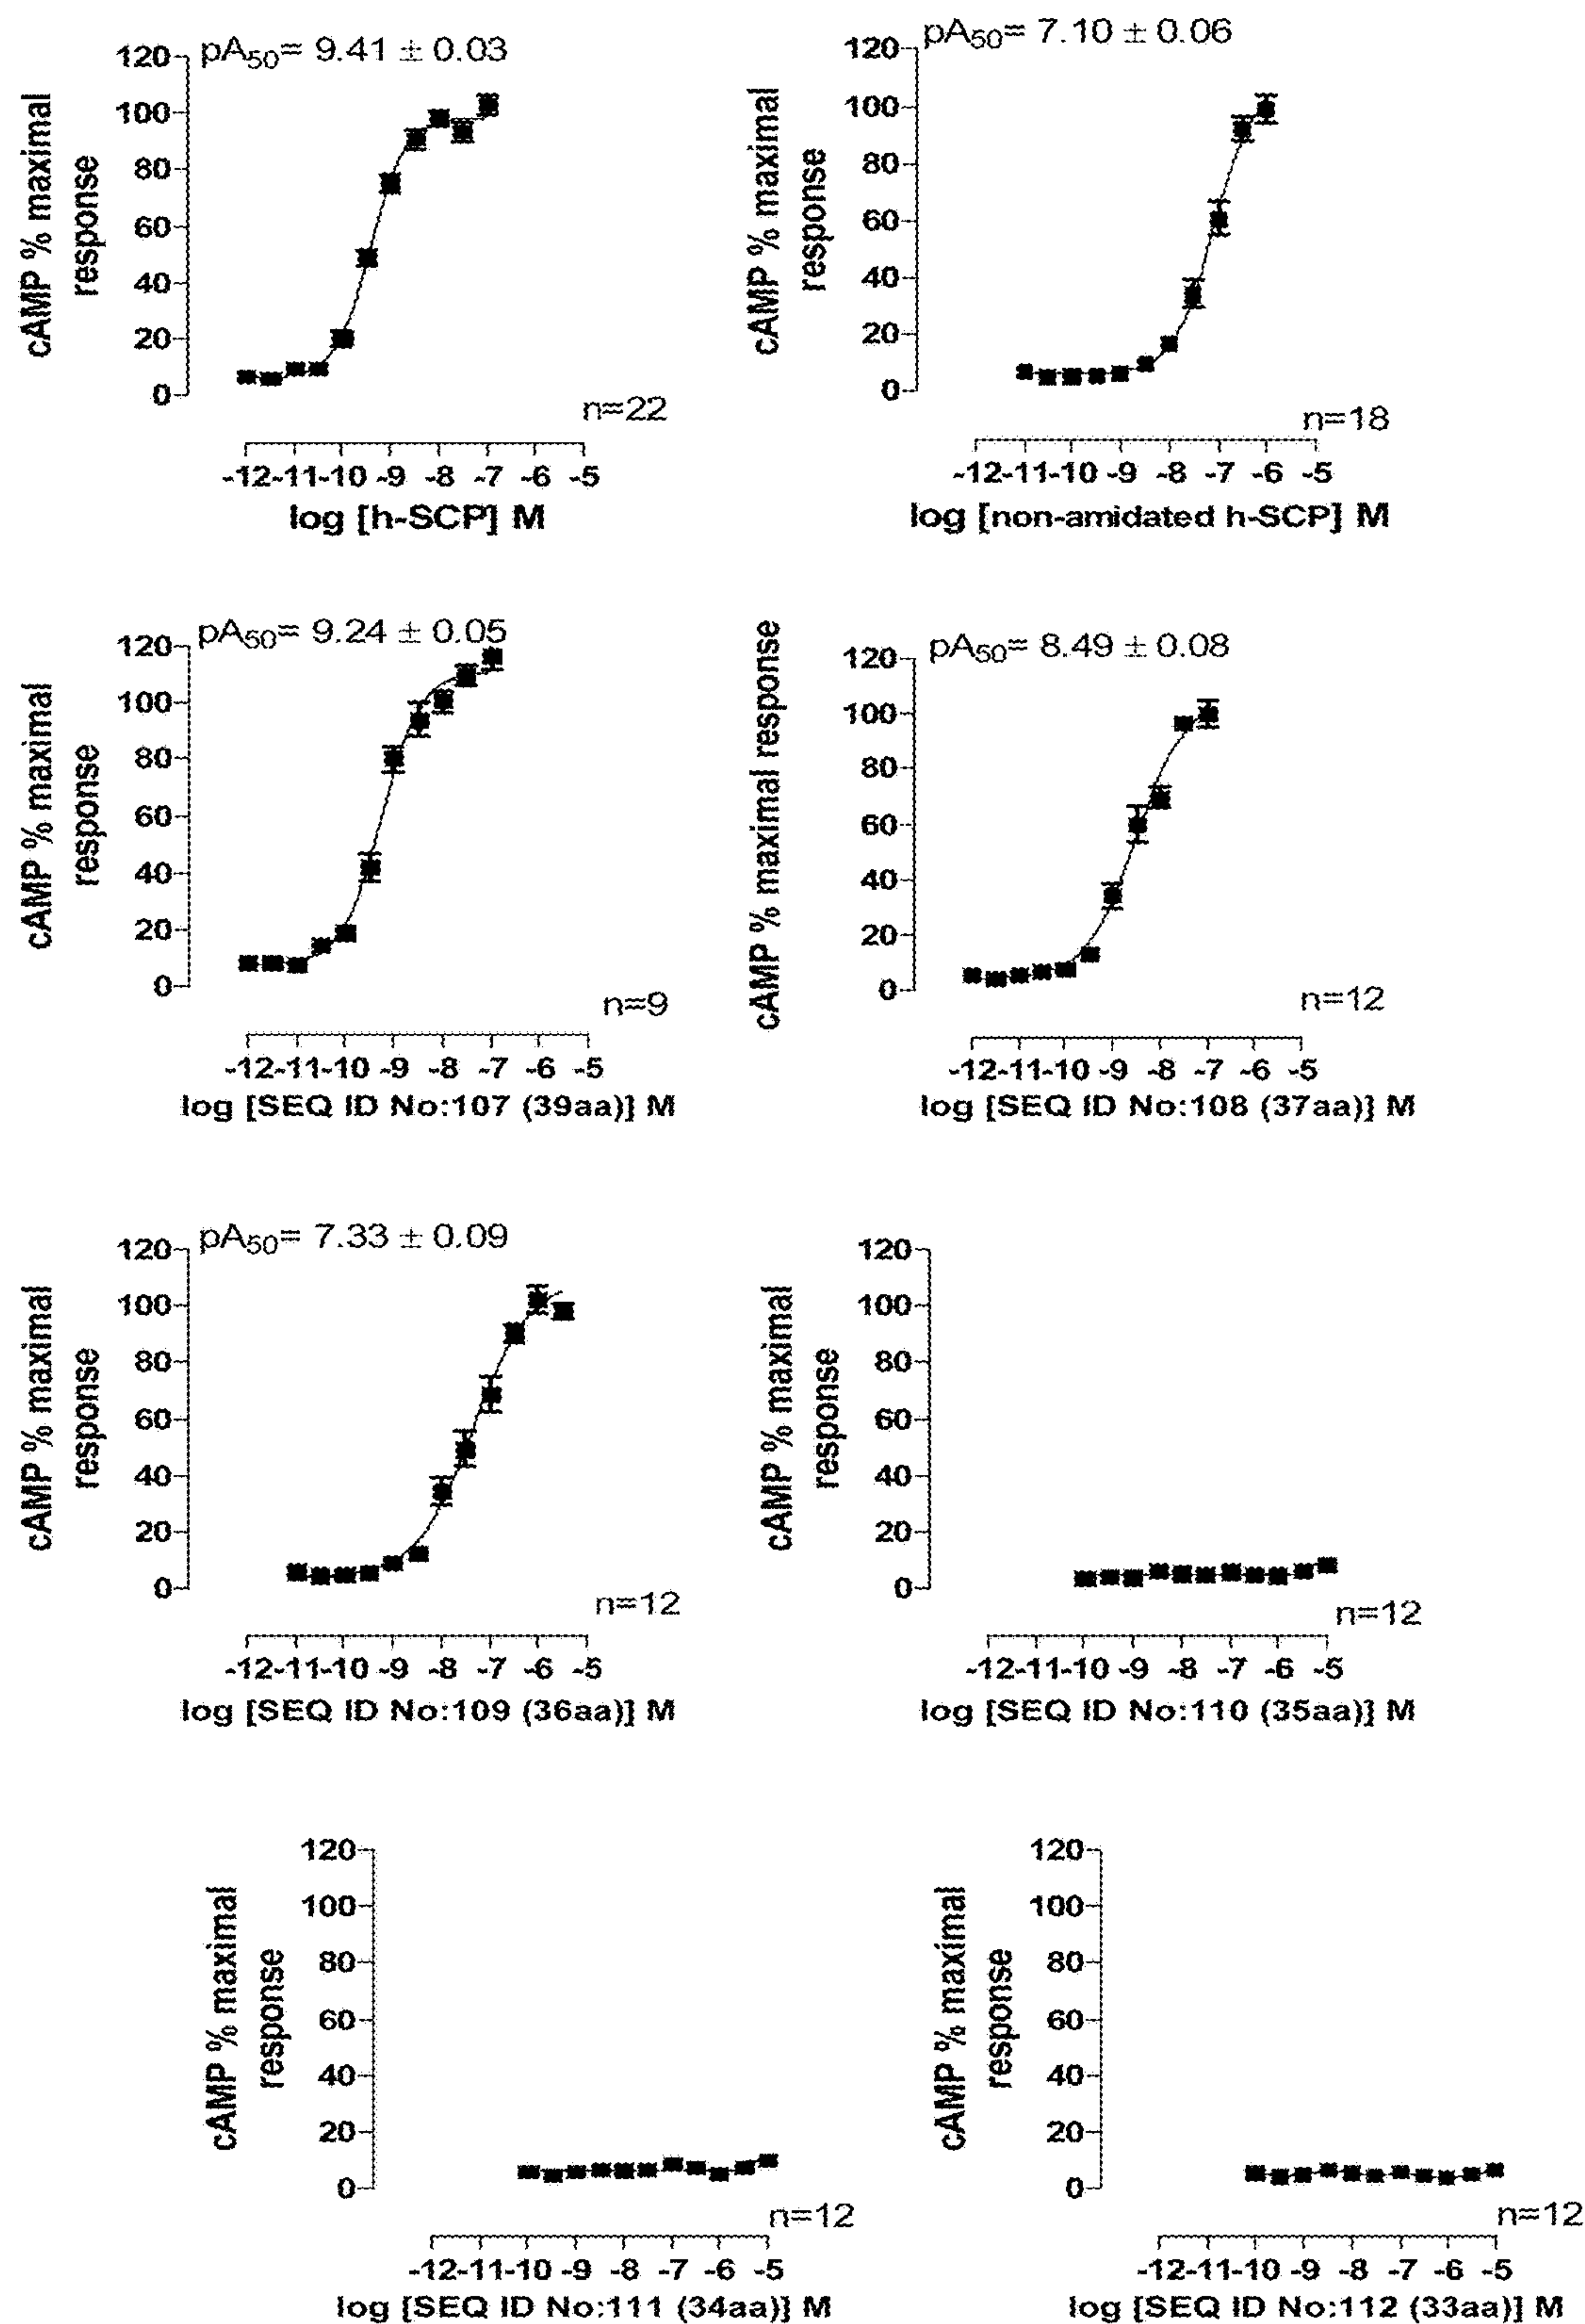 pA50= 9.41 ± 0.03
120
100
80
60
40
20
0
cAMP % maximal
response
n=22
-12 -11 -10 -9 -8 -7 -6 -5
log [h-SCP] M
pA50= 7.10 ± 0.06
120
100
80
60
40
20
0
cAMP % maximal
response
n=18
-12 -11 -10 -9 -8 -7 -6 -5
log [non-amidated h-SCP] M
pA50= 9.24 ± 0.05
120
100
80
60
40
20
0
cAMP % maximal
response
n=9
-12 -11 -10 -9 -8 -7 -6 -5
log [SEQ ID No:107 (39aa)] M
pA50= 8.49 ± 0.08
120
100
80
60
40
20
0
cAMP % maximal response
n=12
-12 -11 -10 -9 -8 -7 -6 -5
log [SEQ ID No:108 (37aa)] M
pA50= 7.33 ± 0.09
120
100
80
60
40
20
0
cAMP % maximal
response
n=12
-12 -11 -10 -9 -8 -7 -6 -5
log [SEQ ID No:109 (36aa)] M
120
100
80
60
40
20
0
cAMP % maximal
response
n=12
-12 -11 -10 -9 -8 -7 -6 -5
log [SEQ ID No:110 (35aa)] M
120
100
80
60
40
20
0
cAMP % maximal
response
n=12
-12 -11 -10 -9 -8 -7 -6 -5
log [SEQ ID No:111 (34aa)] M
120
100
80
60
40
20
0
cAMP % maximal
response
n=12
-12 -11 -10 -9 -8 -7 -6 -5
log [SEQ ID No:112 (33aa)] M